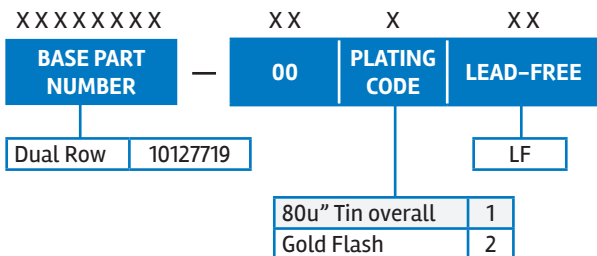 XXXXXXXX XX X XX
BASE PART NUMBER — 00 PLATING CODE LEAD-FREE
Dual Row 10127719 LF
80u” Tin overall 1
Gold Flash 2